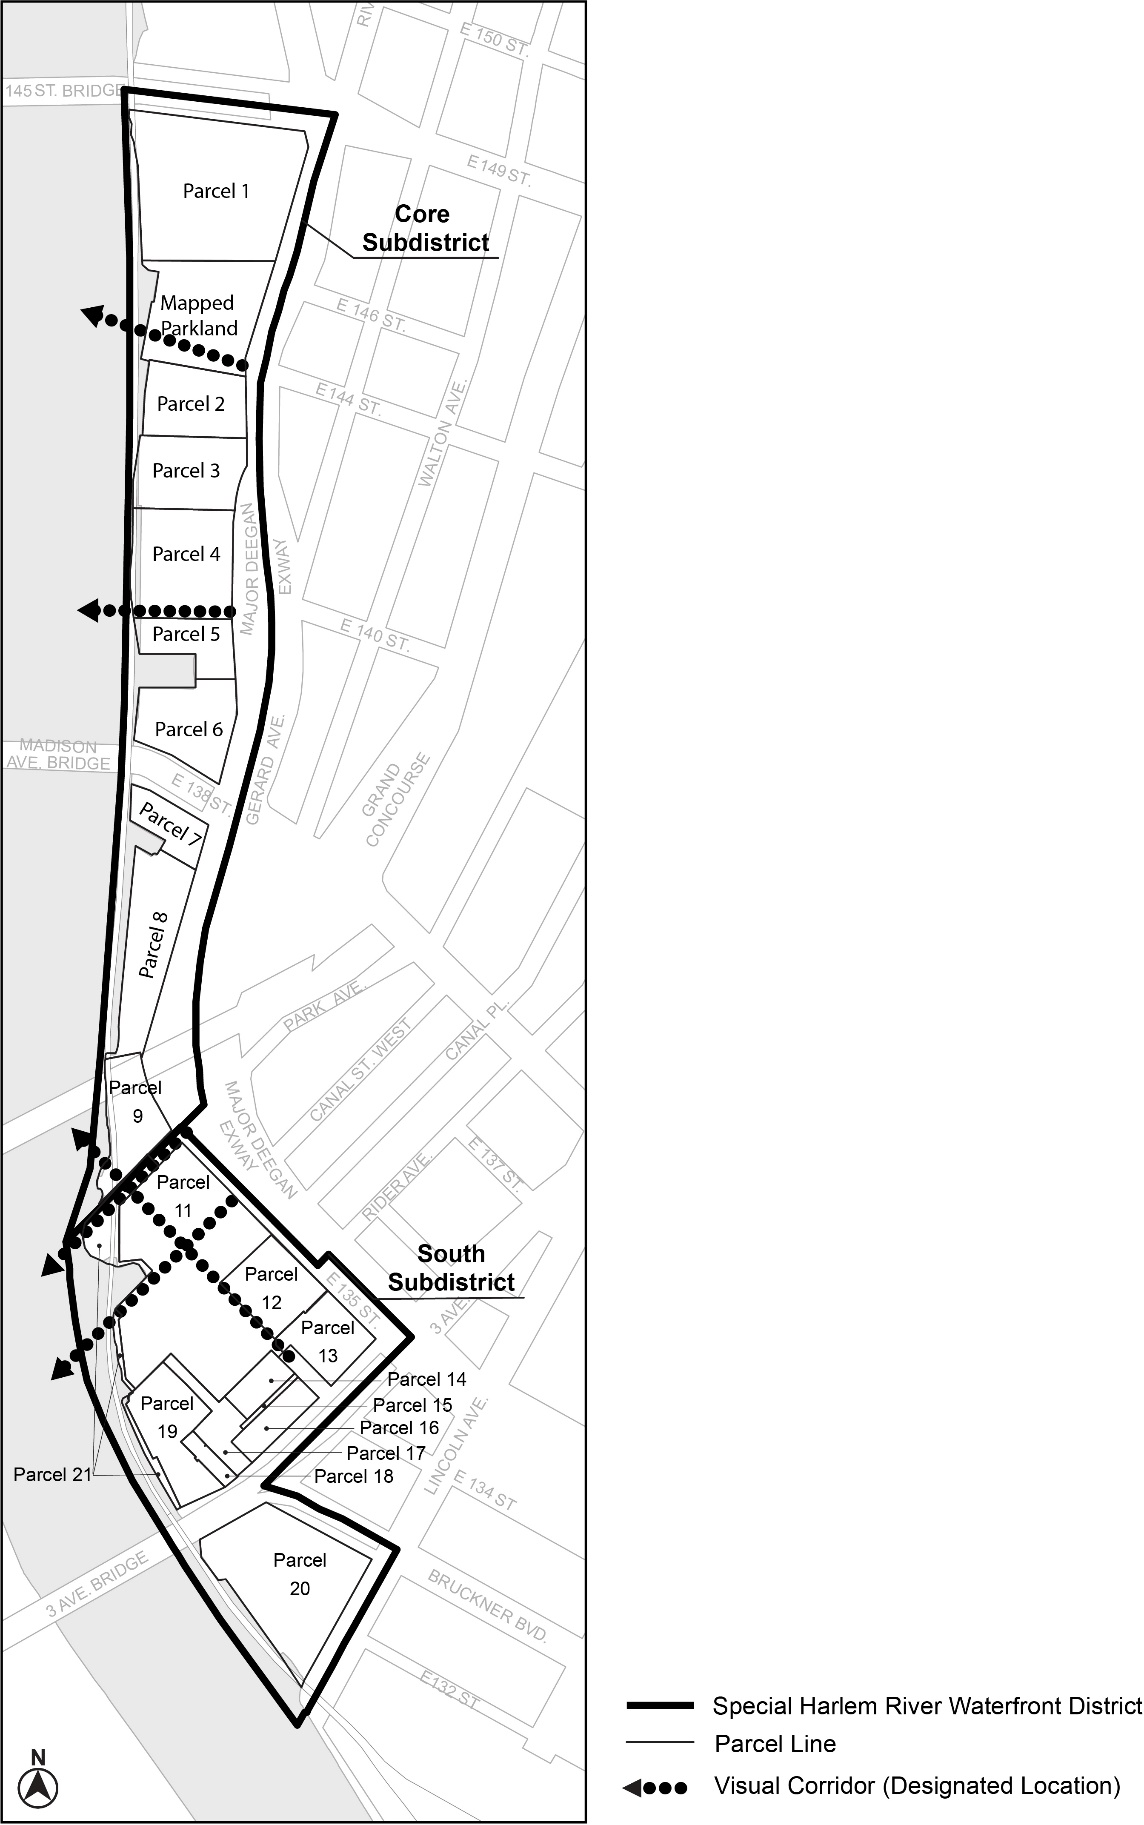 RIV
E 150 ST.
145 ST. BRIDGE
E 149 ST.
Parcel 1
Core
Subdistrict
Mapped
Parkland
E 146 ST.
E 144 ST.
Parcel 2
WALTON AVE.
Parcel 3
MAJOR DEEGAN
EXWAY
Parcel 4
Parcel 5
E 140 ST.
Parcel 6
MADISON
AVE. BRIDGE
E 138 ST.
GERARD AVE.
GRAND
CONCOURSE
Parcel 7
Parcel 8
PARK AVE.
CANAL PL.
CANAL ST. WEST
Parcel
9
MAJOR DEEGAN
EXWAY
RIDER AVE.
E 137 ST.
Parcel
11
South
Subdistrict
Parcel
12
E 135 ST.
3 AVE.
Parcel
13
Parcel 14
Parcel 15
Parcel 16
Parcel 17
Parcel 18
Parcel
19
Parcel 21
LINCOLN AVE.
E 134 ST
Parcel
20
3 AVE. BRIDGE
BRUCKNER BVD.
E132 ST.
N
Special Harlem River Waterfront District
Parcel Line
Visual Corridor (Designated Location)